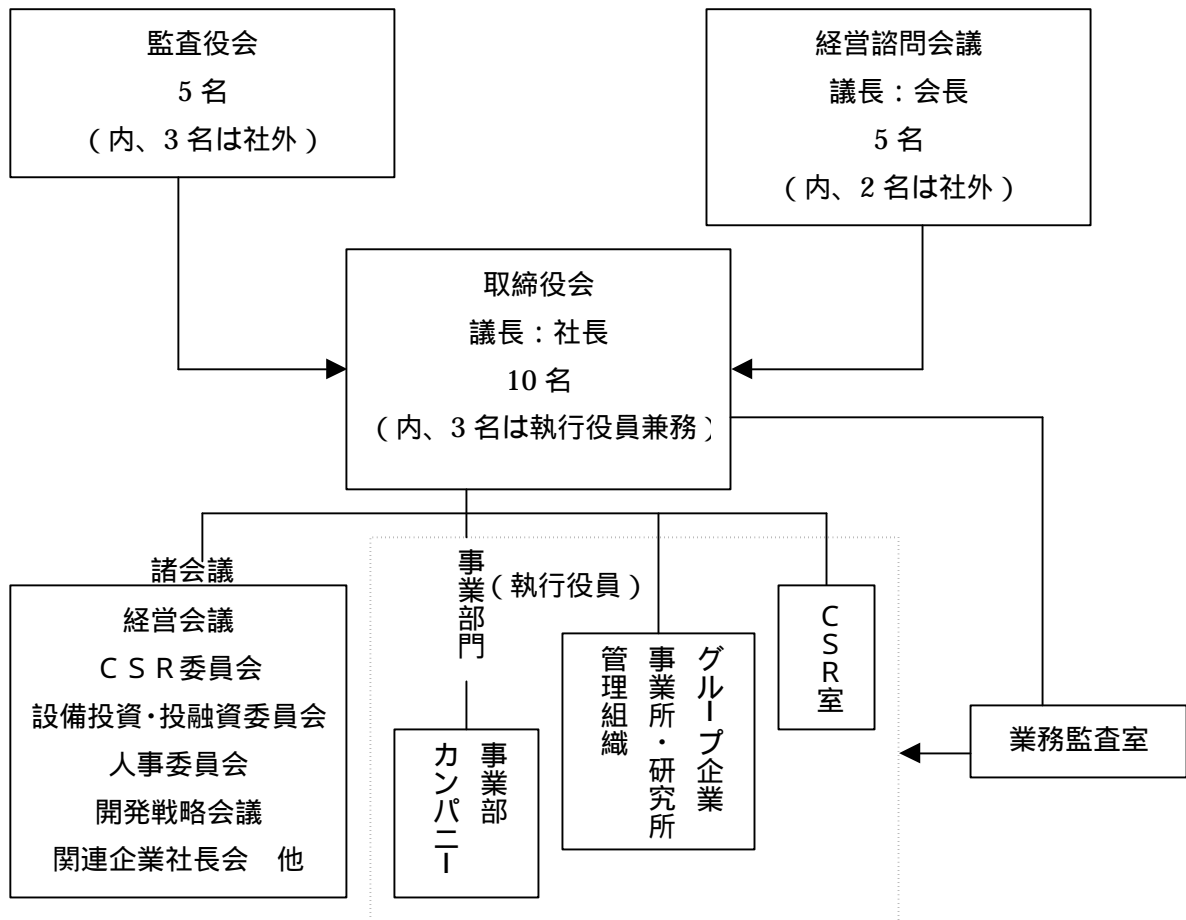 監査役会
5 名
（内、3 名は社外）
経営諮問会議
議長：会長
5 名
（内、2 名は社外）
取締役会
議長：社長
10 名
（内、3 名は執行役員兼務）
諸会議
経営会議
ＣＳＲ委員会
設備投資・投融資委員会
人事委員会
開発戦略会議
関連企業社長会　他
事業部門
（執行役員）
事業部
カンパニー
グループ企業
事業所・研究所
管理組織
ＣＳＲ室
業務監査室